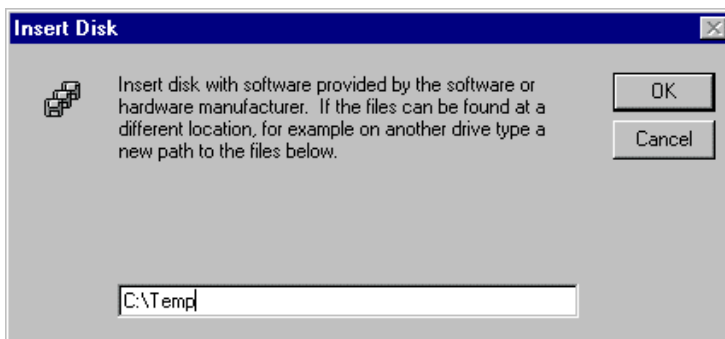 Insert Disk
Insert disk with software provided by the software or
hardware manufacturer.  If the files can be found at a
different location, for example on another drive type a
new path to the files below.
OK
Cancel
C:\Temp